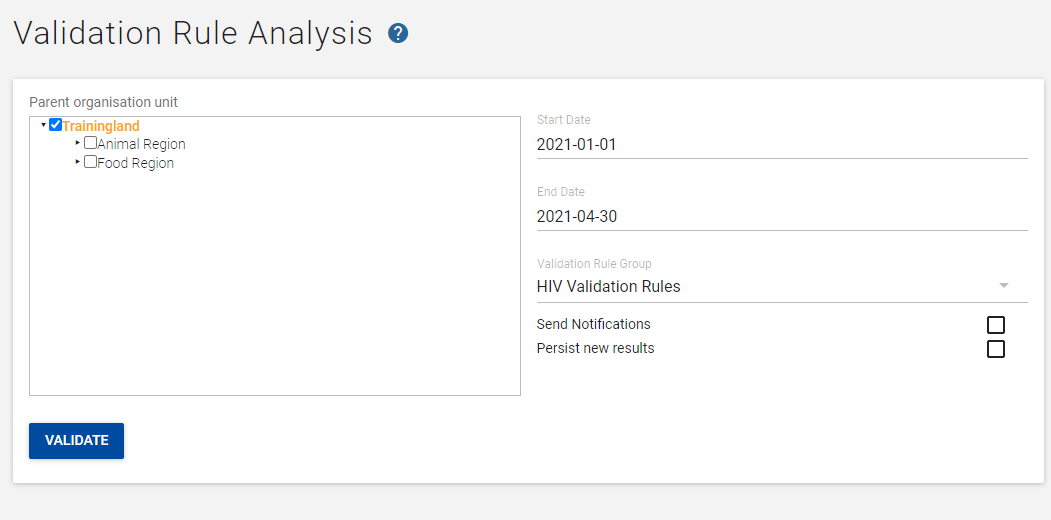 Validation Rule Analysis ?
Parent organisation unit
Trainingland
Animal Region
Food Region
Start Date
2021-01-01
End Date
2021-04-30
Validation Rule Group
HIV Validation Rules
Send Notifications
Persist new results
VALIDATE